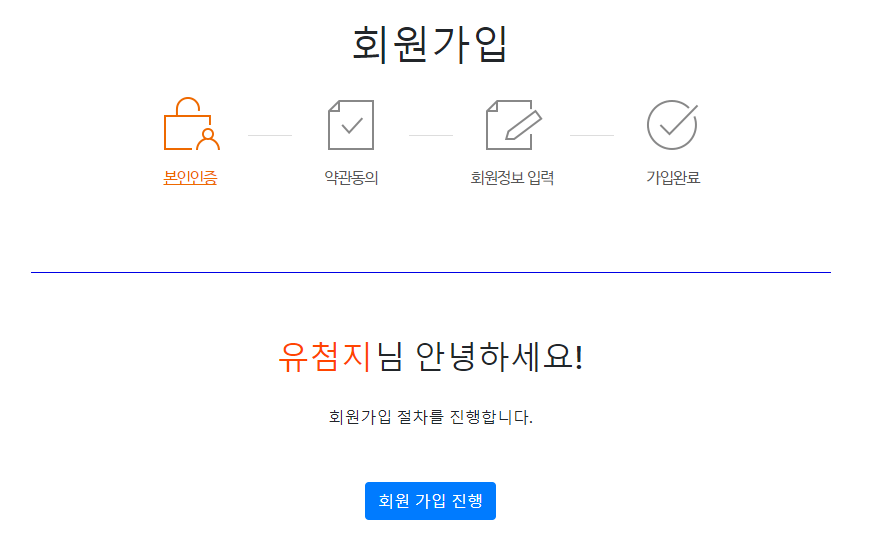 회원가입
본인인증
약관동의
회원정보 입력
가입완료
유첨지님 안녕하세요!
회원가입 절차를 진행합니다.
회원 가입 진행